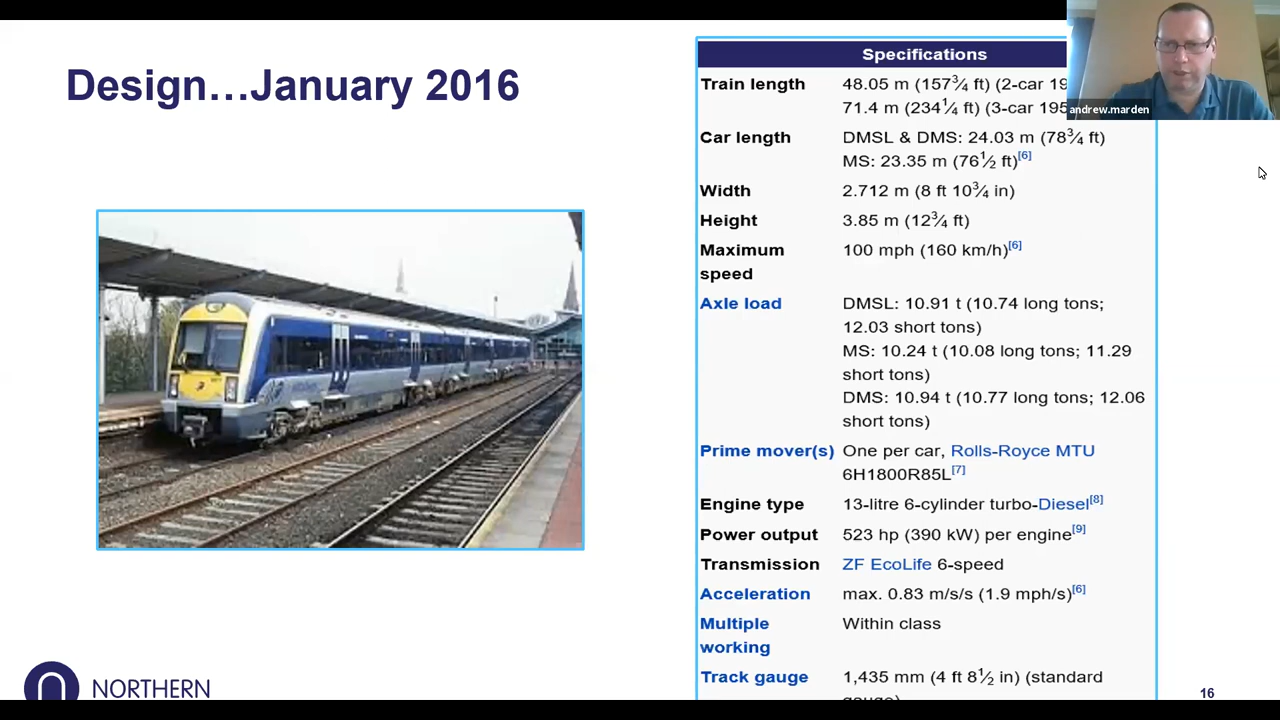 Design…January 2016
Specifications
Train length 48.05 m (157¾ ft) (2-car
71.4 m (234¼ ft) (3-car
Car length DMSL & DMS: 24.03 m (78¾ ft)
MS: 23.35 m (76½ ft)[6]
Width 2.712 m (8 ft 10¾ in)
Height 3.85 m (12¾ ft)
Maximum speed 100 mph (160 km/h)[6]
Axle load DMSL: 10.91 t (10.74 long tons;
12.03 short tons)
MS: 10.24 t (10.08 long tons; 11.29
short tons)
DMS: 10.94 t (10.77 long tons; 12.06
short tons)
Prime mover(s) One per car, Rolls-Royce MTU
6H1800R85L[7]
Engine type 13-litre 6-cylinder turbo-Diesel[8]
Power output 523 hp (390 kW) per engine[9]
Transmission ZF EcoLife 6-speed
Acceleration max. 0.83 m/s/s (1.9 mph/s)[6]
Multiple working Within class
Track gauge 1,435 mm (4 ft 8½ in) (standard
gauge)
andrew.marden
NORTHERN
16